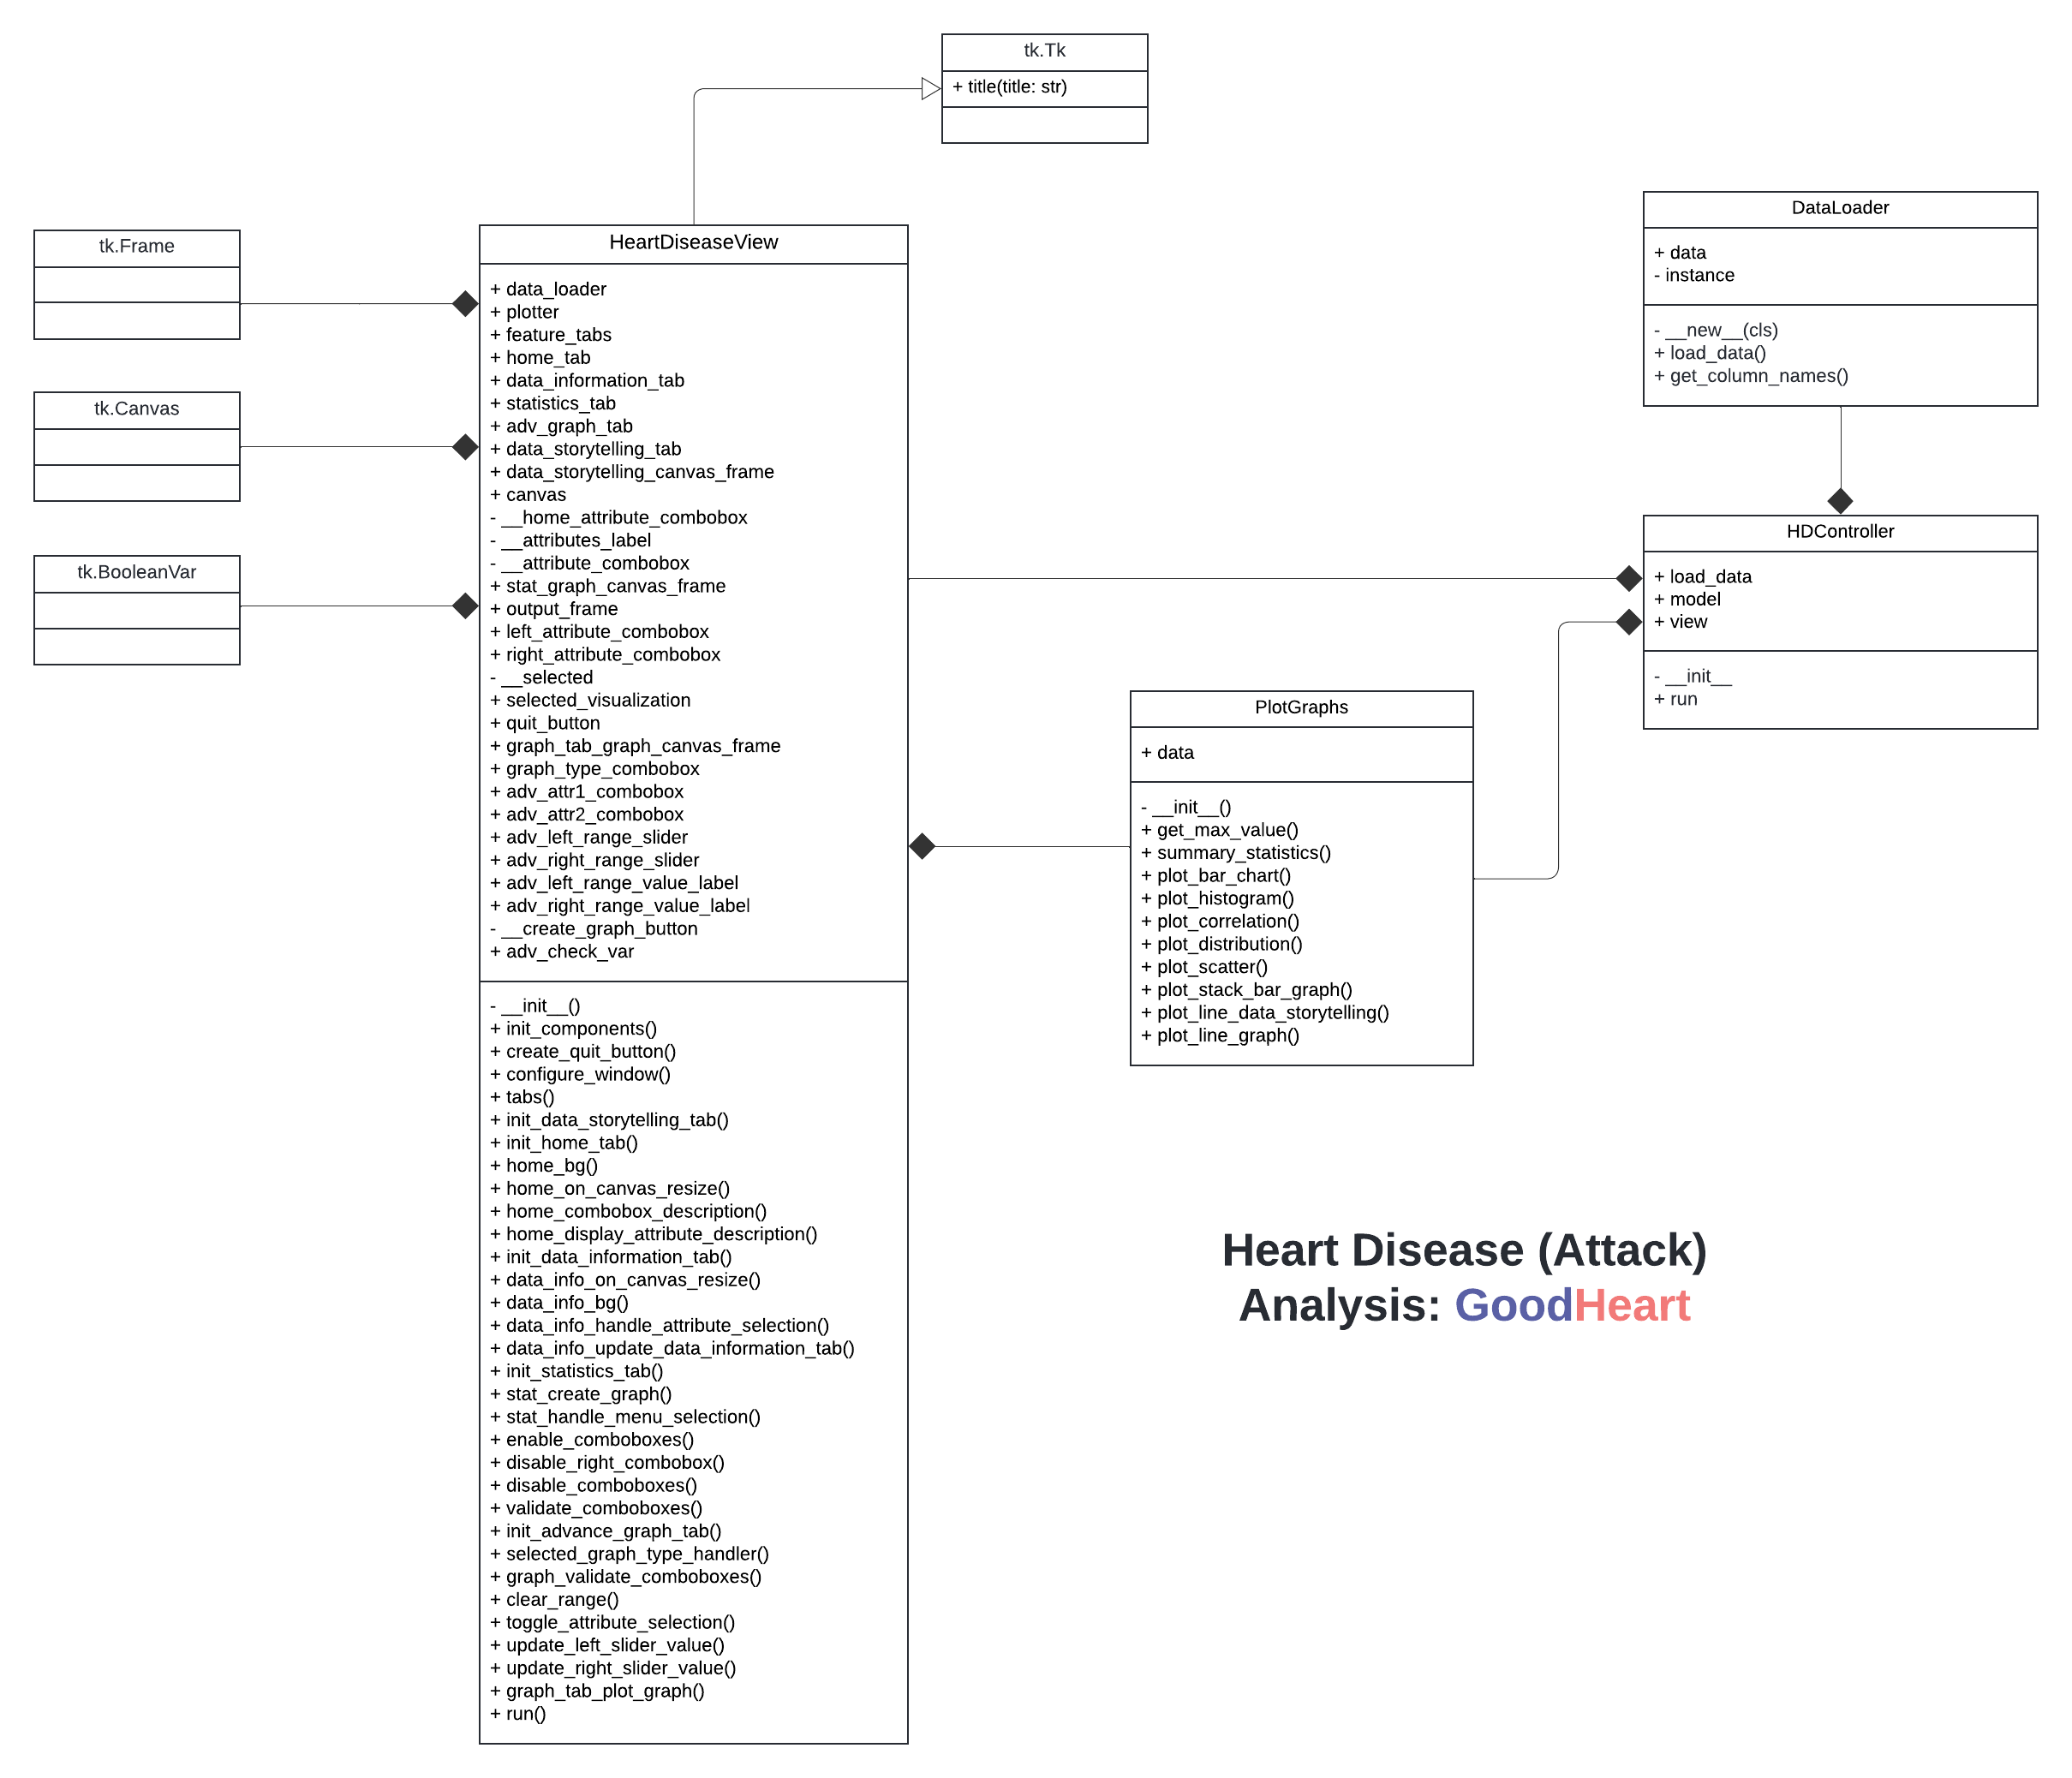 tk.Tk
+ title(title: str)
tk.Frame
tk.Canvas
tk.BooleanVar
HeartDiseaseView
+ data_loader
+ plotter
+ feature_tabs
+ home_tab
+ data_information_tab
+ statistics_tab
+ adv_graph_tab
+ data_storytelling_tab
+ data_storytelling_canvas_frame
+ canvas
- __home_attribute_combobox
- __attributes_label
- __attribute_combobox
+ stat_graph_canvas_frame
+ output_frame
+ left_attribute_combobox
+ right_attribute_combobox
- __selected
+ selected_visualization
+ quit_button
+ graph_tab_graph_canvas_frame
+ graph_type_combobox
+ adv_attr1_combobox
+ adv_attr2_combobox
+ adv_left_range_slider
+ adv_right_range_slider
+ adv_left_range_value_label
+ adv_right_range_value_label
- __create_graph_button
+ adv_check_var
- __init__()
+ init_components()
+ create_quit_button()
+ configure_window()
+ tabs()
+ init_data_storytelling_tab()
+ init_home_tab()
+ home_bg()
+ home_on_canvas_resize()
+ home_combobox_description()
+ home_display_attribute_description()
+ init_data_information_tab()
+ data_info_on_canvas_resize()
+ data_info_bg()
+ data_info_handle_attribute_selection()
+ data_info_update_data_information_tab()
+ init_statistics_tab()
+ stat_create_graph()
+ stat_handle_menu_selection()
+ enable_comboboxes()
+ disable_right_combobox()
+ disable_comboboxes()
+ validate_comboboxes()
+ init_advance_graph_tab()
+ selected_graph_type_handler()
+ graph_validate_comboboxes()
+ clear_range()
+ toggle_attribute_selection()
+ update_left_slider_value()
+ update_right_slider_value()
+ graph_tab_plot_graph()
+ run()
DataLoader
+ data
- instance
- __new__(cls)
+ load_data()
+ get_column_names()
HDController
+ load_data
+ model
+ view
- __init__
+ run
PlotGraphs
+ data
- __init__()
+ get_max_value()
+ summary_statistics()
+ plot_bar_chart()
+ plot_histogram()
+ plot_correlation()
+ plot_distribution()
+ plot_scatter()
+ plot_stack_bar_graph()
+ plot_line_data_storytelling()
+ plot_line_graph()
Heart Disease (Attack)
Analysis: GoodHeart